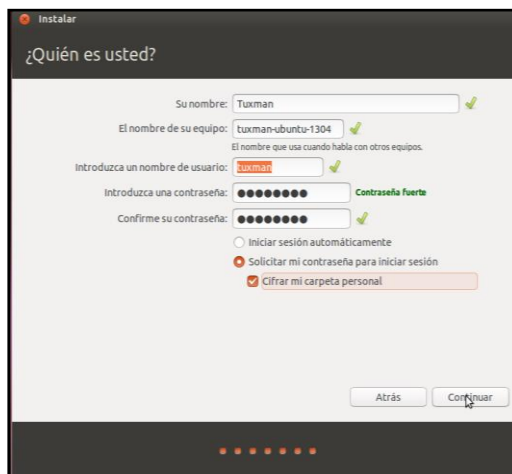 Instalar
¿Quién es usted?
Su nombre: Tuxman
El nombre de su equipo: tuxman-ubuntu-1304
El nombre que usa cuando habla con otros equipos.
Introduzca un nombre de usuario: tuxman
Introduzca una contraseña: ●●●●●●●● Contraseña fuerte
Confirme su contraseña: ●●●●●●●●
Iniciar sesión automáticamente
Solicitar mi contraseña para iniciar sesión
Cifrar mi carpeta personal
Atrás Continuar